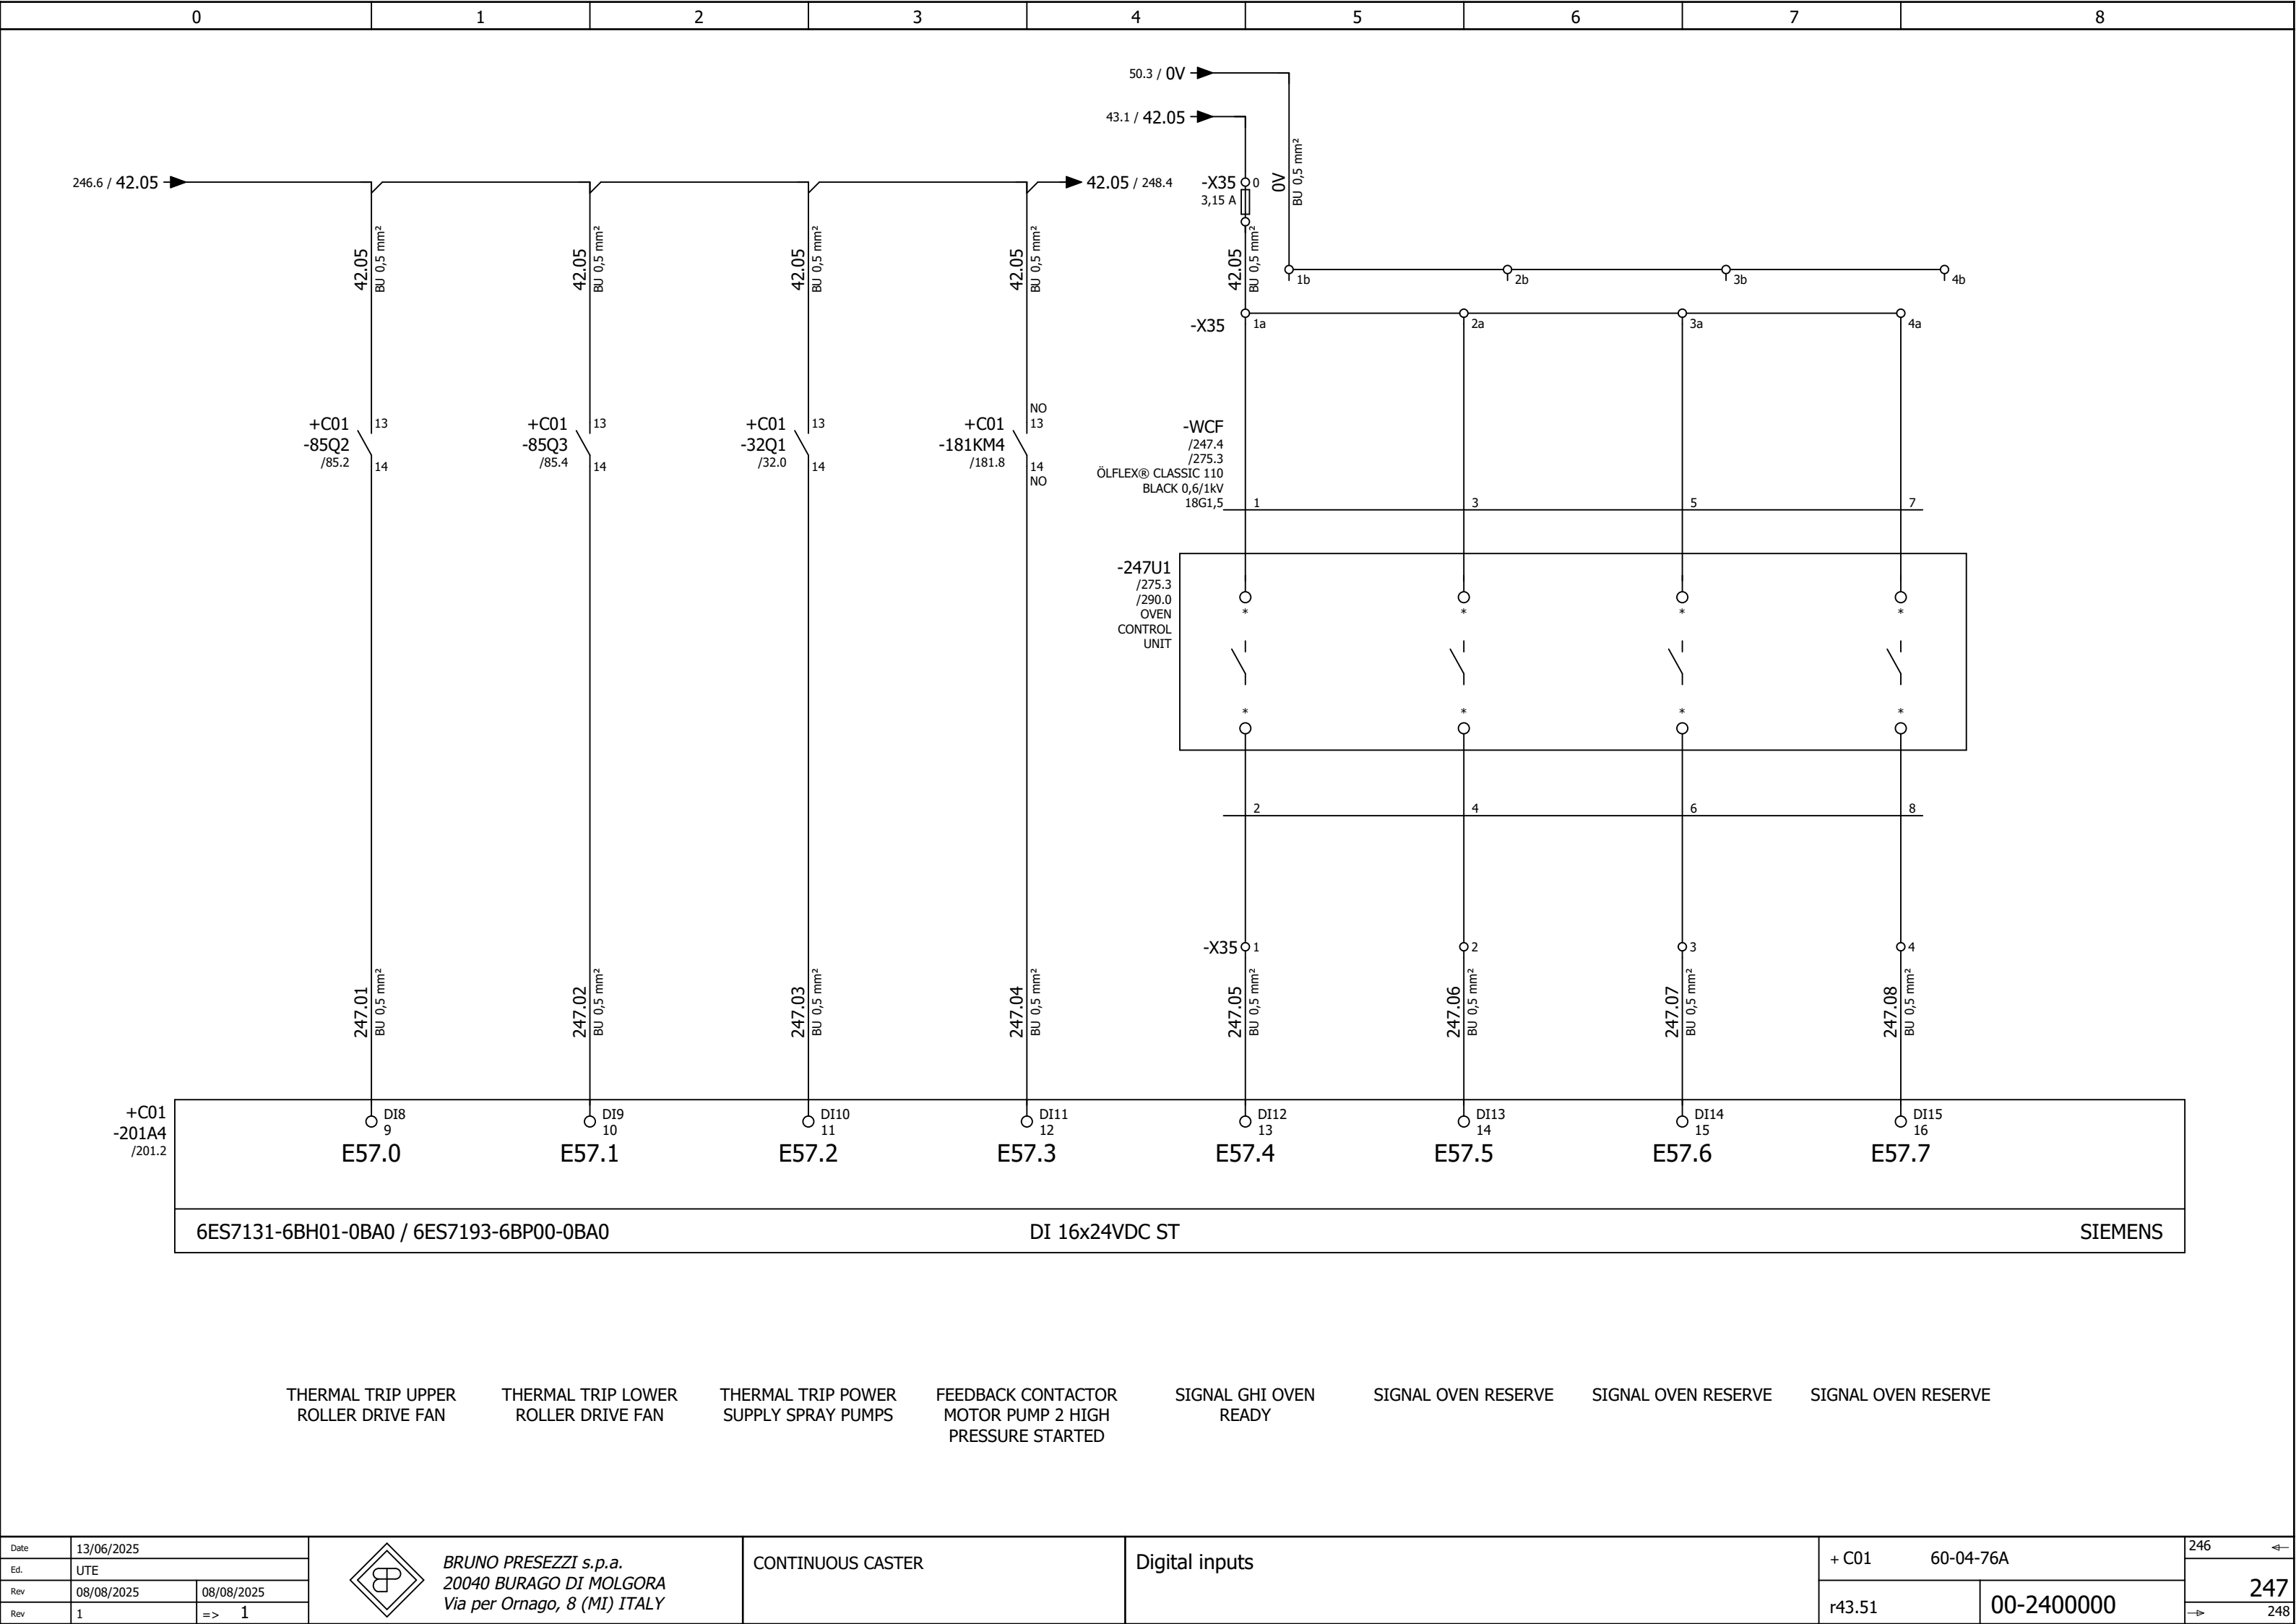 0 1 2 3 4 5 6 7 8
50.3 / 0V
43.1 / 42.05
246.6 / 42.05
42.05 / 248.4
-X35 0
3,15 A
0V
BU 0,5 mm²
42.05
BU 0,5 mm²
42.05
BU 0,5 mm²
42.05
BU 0,5 mm²
42.05
BU 0,5 mm²
42.05
BU 0,5 mm²
1b 2b 3b 4b
-X35
1a 2a 3a 4a
+C01
-85Q2
/85.2
13
14
+C01
-85Q3
/85.4
13
14
+C01
-32Q1
/32.0
13
14
+C01
-181KM4
/181.8
NO
13
14
NO
-WCF
/247.4
/275.3
ÖLFLEX® CLASSIC 110
BLACK 0,6/1kV
18G1,5
1 3 5 7
-247U1
/275.3
/290.0
OVEN
CONTROL
UNIT
* * * *
* * * *
2 4 6 8
-X35 1 2 3 4
247.01
BU 0,5 mm²
247.02
BU 0,5 mm²
247.03
BU 0,5 mm²
247.04
BU 0,5 mm²
247.05
BU 0,5 mm²
247.06
BU 0,5 mm²
247.07
BU 0,5 mm²
247.08
BU 0,5 mm²
+C01
-201A4
/201.2
DI8 DI9 DI10 DI11 DI12 DI13 DI14 DI15
9 10 11 12 13 14 15 16
E57.0 E57.1 E57.2 E57.3 E57.4 E57.5 E57.6 E57.7
6ES7131-6BH01-0BA0 / 6ES7193-6BP00-0BA0 DI 16x24VDC ST SIEMENS
THERMAL TRIP UPPER
ROLLER DRIVE FAN
THERMAL TRIP LOWER
ROLLER DRIVE FAN
THERMAL TRIP POWER
SUPPLY SPRAY PUMPS
FEEDBACK CONTACTOR
MOTOR PUMP 2 HIGH
PRESSURE STARTED
SIGNAL GHI OVEN
READY
SIGNAL OVEN RESERVE
SIGNAL OVEN RESERVE
SIGNAL OVEN RESERVE
Date 13/06/2025
Ed. UTE
Rev 08/08/2025 08/08/2025
Rev 1 => 1
BRUNO PRESEZZI s.p.a.
20040 BURAGO DI MOLGORA
Via per Ornago, 8 (MI) ITALY
CONTINUOUS CASTER
Digital inputs
+ C01 60-04-76A
r43.51 00-2400000
246
247
248